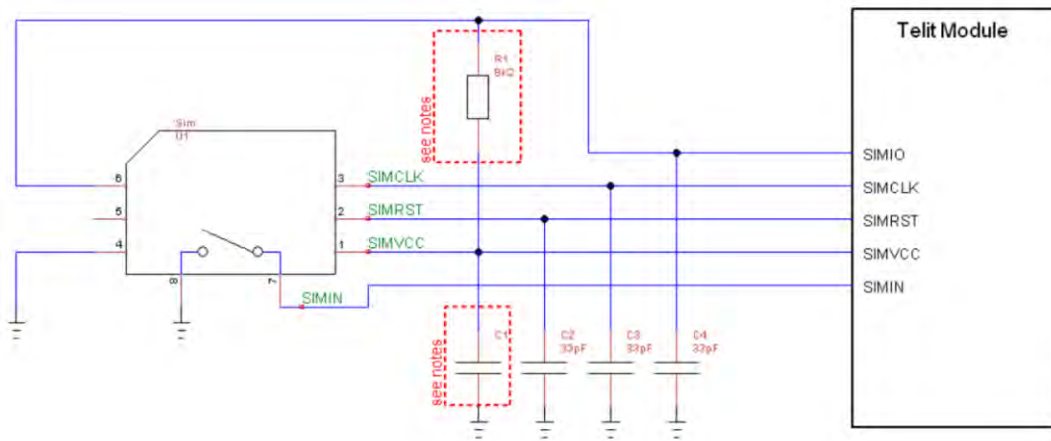 Telit Module
R1
8K2
see notes
Sim
U1
SIMIO
6
3
SIMCLK
SIMCLK
5
2
SIMRST
SIMRST
4
1
SIMVCC
SIMVCC
8
7
SIMIN
SIMIN
see notes
C1
C2
33pF
C3
33pF
C4
33pF